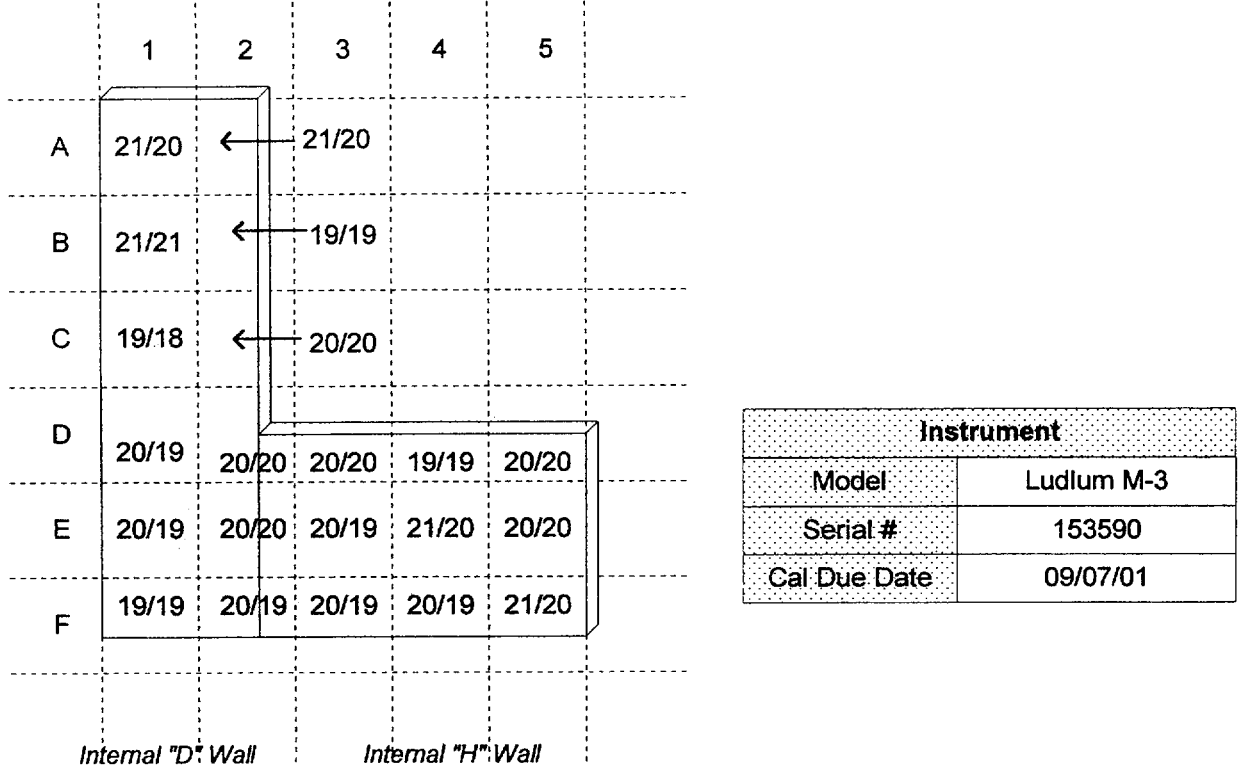 1 2 3 4 5
A 21/20 21/20
B 21/21 19/19
C 19/18 20/20
D 20/19 20/20 20/20 19/19 20/20
E 20/19 20/20 20/19 21/20 20/20
F 19/19 20/19 20/19 20/19 21/20
Internal "D" Wall Internal "H" Wall
Instrument
Model Ludlum M-3
Serial # 153590
Cal Due Date 09/07/01